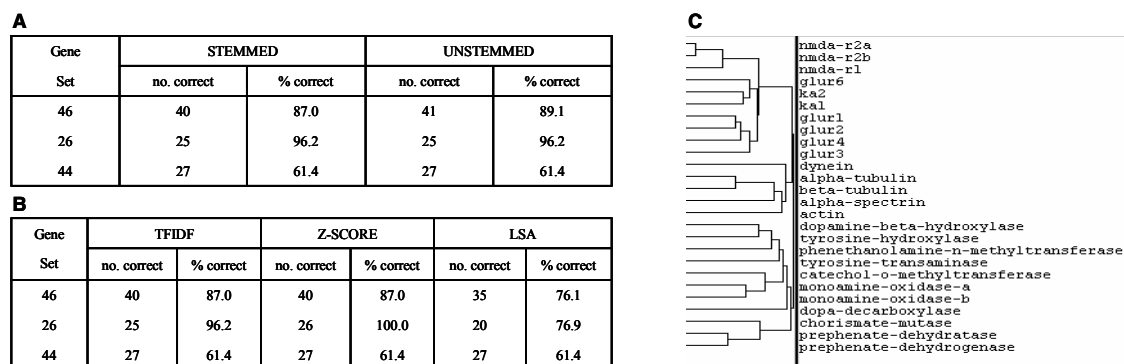 A
Gene Set STEMMED UNSTEMMED
no. correct % correct no. correct % correct
46 40 87.0 41 89.1
26 25 96.2 25 96.2
44 27 61.4 27 61.4
B
Gene Set TFIDF Z-SCORE LSA
no. correct % correct no. correct % correct no. correct % correct
46 40 87.0 40 87.0 35 76.1
26 25 96.2 26 100.0 20 76.9
44 27 61.4 27 61.4 27 61.4
C
nmda-r2a
nmda-r2b
nmda-r1
glur6
ka2
ka1
glur1
glur2
glur4
glur3
dynein
alpha-tubulin
beta-tubulin
alpha-spectrin
actin
dopamine-beta-hydroxylase
tyrosine-hydroxylase
phenethanolamine-n-methyltransferase
tyrosine-transaminase
catechol-o-methyltransferase
monoamine-oxidase-a
monoamine-oxidase-b
dopa-decarboxylase
chorismate-mutase
prephenate-dehydratase
prephenate-dehydrogenase